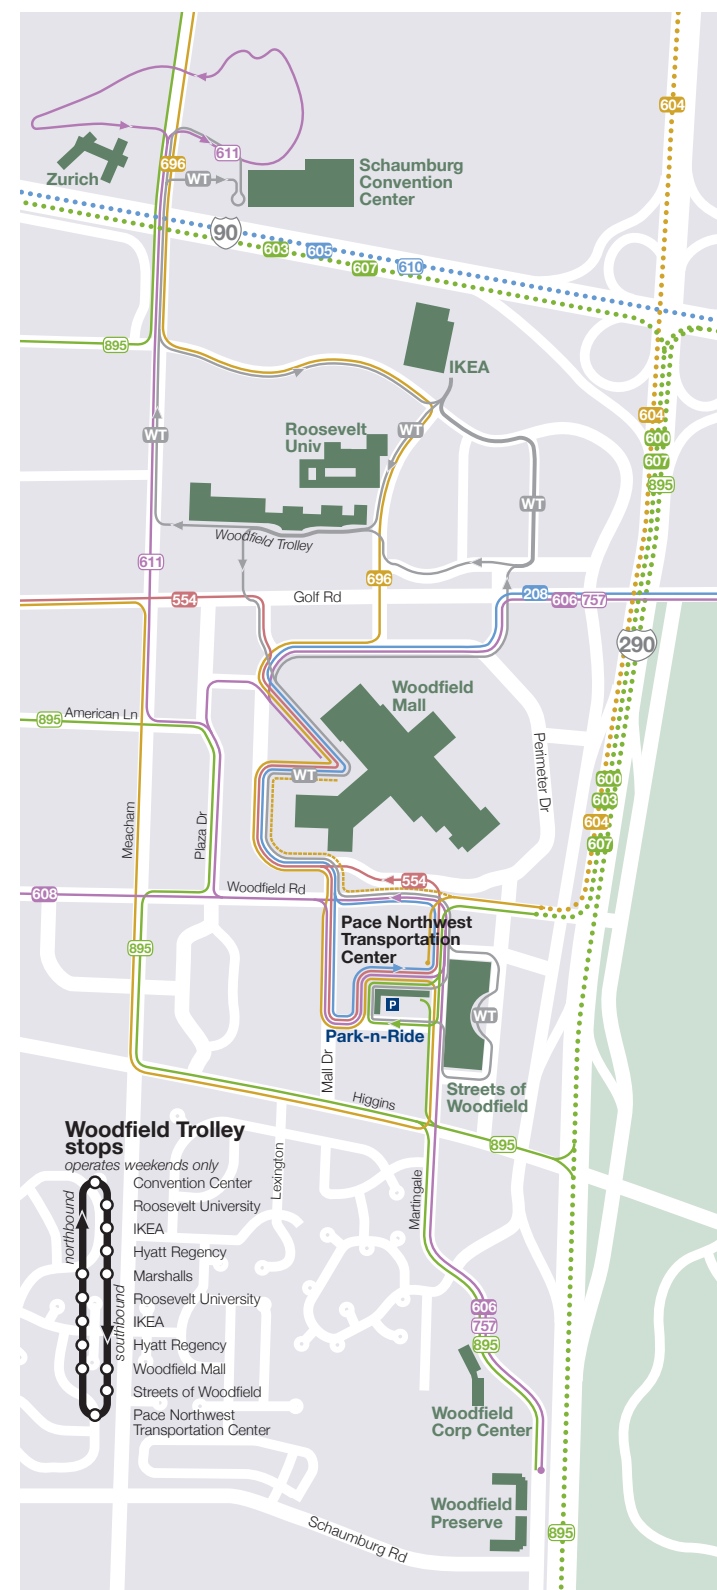 604
611
696
Zurich
WT
Schaumburg
Convention
Center
90
603
605
607
610
895
IKEA
604
WT
Roosevelt
Univ
WT
600
607
895
WT
Woodfield Trolley
611
696
554
Golf Rd
208
606
757
290
Woodfield
Mall
895
American Ln
Perimeter Dr
WT
600
603
604
607
Meacham
Plaza Dr
554
608
Woodfield Rd
Pace Northwest
Transportation
Center
895
P
WT
Park-n-Ride
Mall Dr
Streets of
Woodfield
Higgins
895
Woodfield Trolley
stops
operates weekends only
Lexington
Martingale
northbound
southbound
Convention Center
Roosevelt University
IKEA
Hyatt Regency
Marshalls
Roosevelt University
IKEA
Hyatt Regency
Woodfield Mall
Streets of Woodfield
Pace Northwest
Transportation Center
606
757
895
Woodfield
Corp Center
Woodfield
Preserve
Schaumburg Rd
895